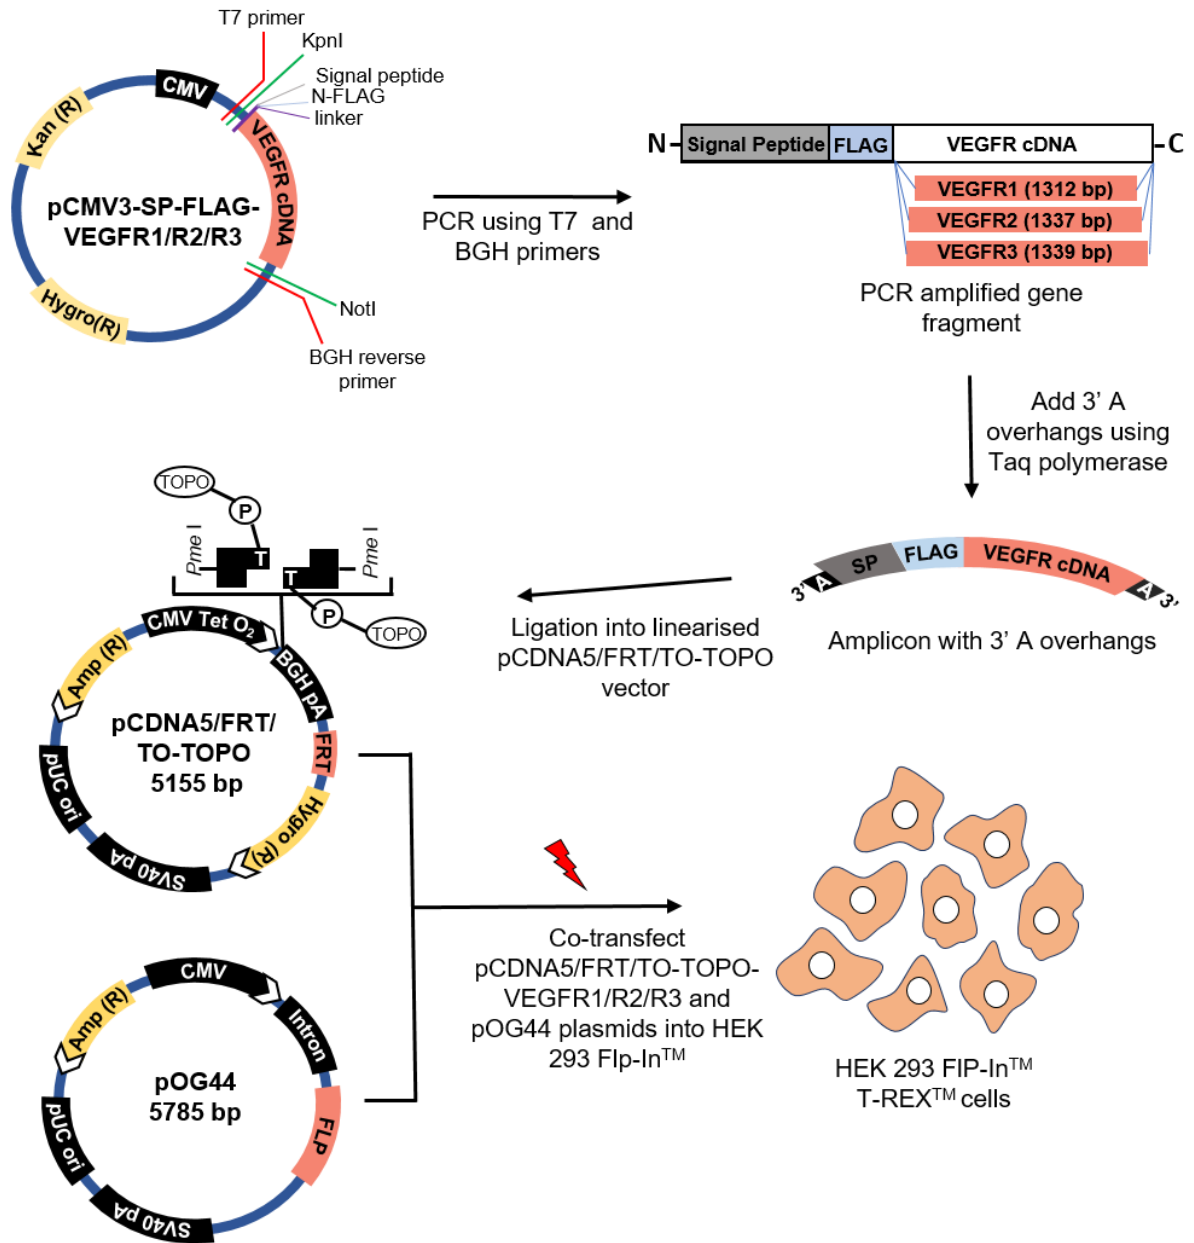 T7 primer
KpnI
Signal peptide
N-FLAG
linker
CMV
Kan (R)
VEGFR cDNA
pCMV3-SP-FLAG-
VEGFR1/R2/R3
Hygro(R)
NotI
BGH reverse
primer
PCR using T7 and
BGH primers
N
Signal Peptide
FLAG
VEGFR cDNA
C
VEGFR1 (1312 bp)
VEGFR2 (1337 bp)
VEGFR3 (1339 bp)
PCR amplified gene
fragment
Add 3’ A
overhangs using
Taq polymerase
3’
A
SP
FLAG
VEGFR cDNA
A
3’
Amplicon with 3’ A overhangs
Ligation into linearised
pCDNA5/FRT/TO-TOPO
vector
TOPO
P
Pme I
T
T
Pme I
P
TOPO
CMV Tet O2
BGH pA
FRT
Hygro (R)
SV40 pA
pUC ori
Amp (R)
pCDNA5/FRT/
TO-TOPO
5155 bp
CMV
Intron
FLP
SV40 pA
pUC ori
Amp (R)
pOG44
5785 bp
Co-transfect
pCDNA5/FRT/TO-TOPO-
VEGFR1/R2/R3 and
pOG44 plasmids into HEK
293 Flp-In™
HEK 293 FlP-In™
T-REX™ cells